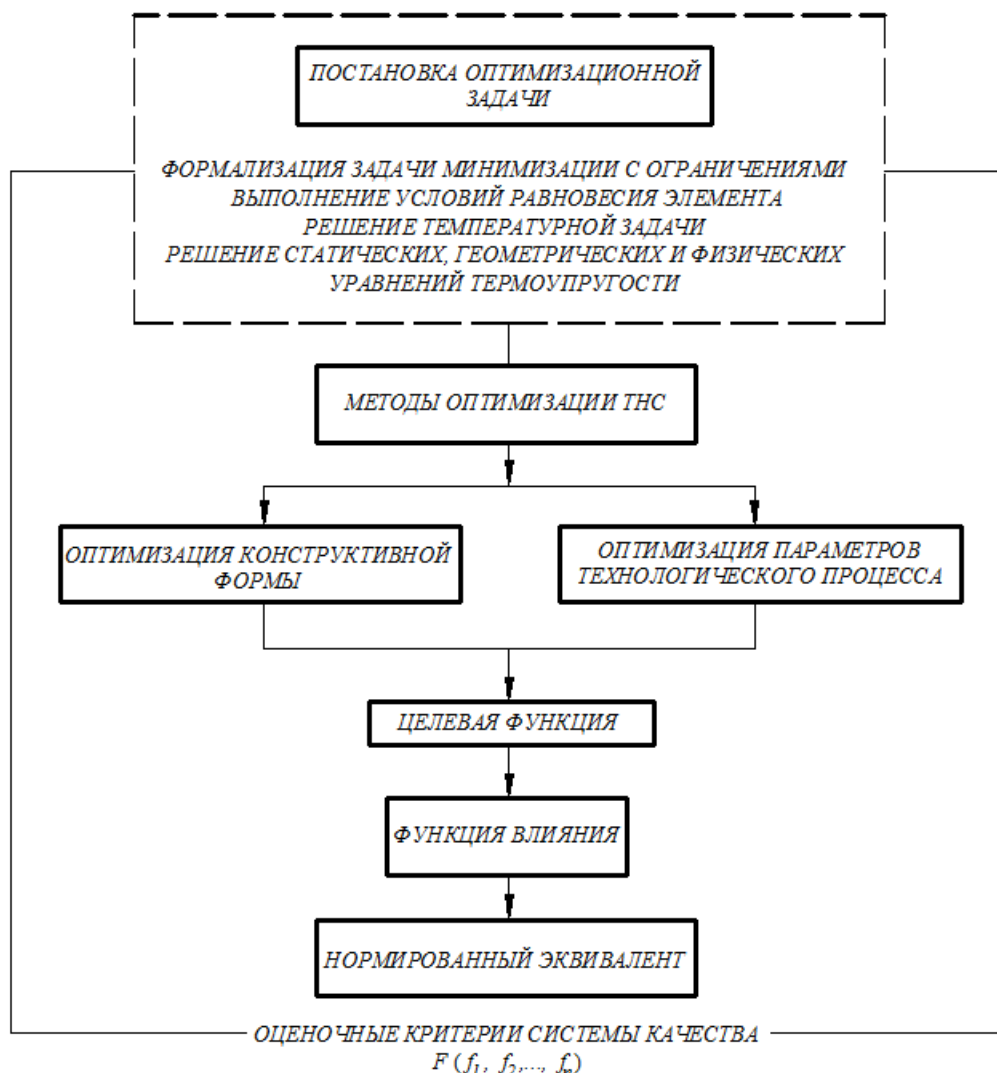 ПОСТАНОВКА ОПТИМИЗАЦИОННОЙ
ЗАДАЧИ
ФОРМАЛИЗАЦИЯ ЗАДАЧИ МИНИМИЗАЦИИ С ОГРАНИЧЕНИЯМИ
ВЫПОЛНЕНИЕ УСЛОВИЙ РАВНОВЕСИЯ ЭЛЕМЕНТА
РЕШЕНИЕ ТЕМПЕРАТУРНОЙ ЗАДАЧИ
РЕШЕНИЕ СТАТИЧЕСКИХ, ГЕОМЕТРИЧЕСКИХ И ФИЗИЧЕСКИХ
УРАВНЕНИЙ ТЕРМОУПРУГОСТИ
МЕТОДЫ ОПТИМИЗАЦИИ ТНС
ОПТИМИЗАЦИЯ КОНСТРУКТИВНОЙ
ФОРМЫ
ОПТИМИЗАЦИЯ ПАРАМЕТРОВ
ТЕХНОЛОГИЧЕСКОГО ПРОЦЕССА
ЦЕЛЕВАЯ ФУНКЦИЯ
ФУНКЦИЯ ВЛИЯНИЯ
НОРМИРОВАННЫЙ ЭКВИВАЛЕНТ
ОЦЕНОЧНЫЕ КРИТЕРИИ СИСТЕМЫ КАЧЕСТВА
F (f₁, f₂,..., fₙ)